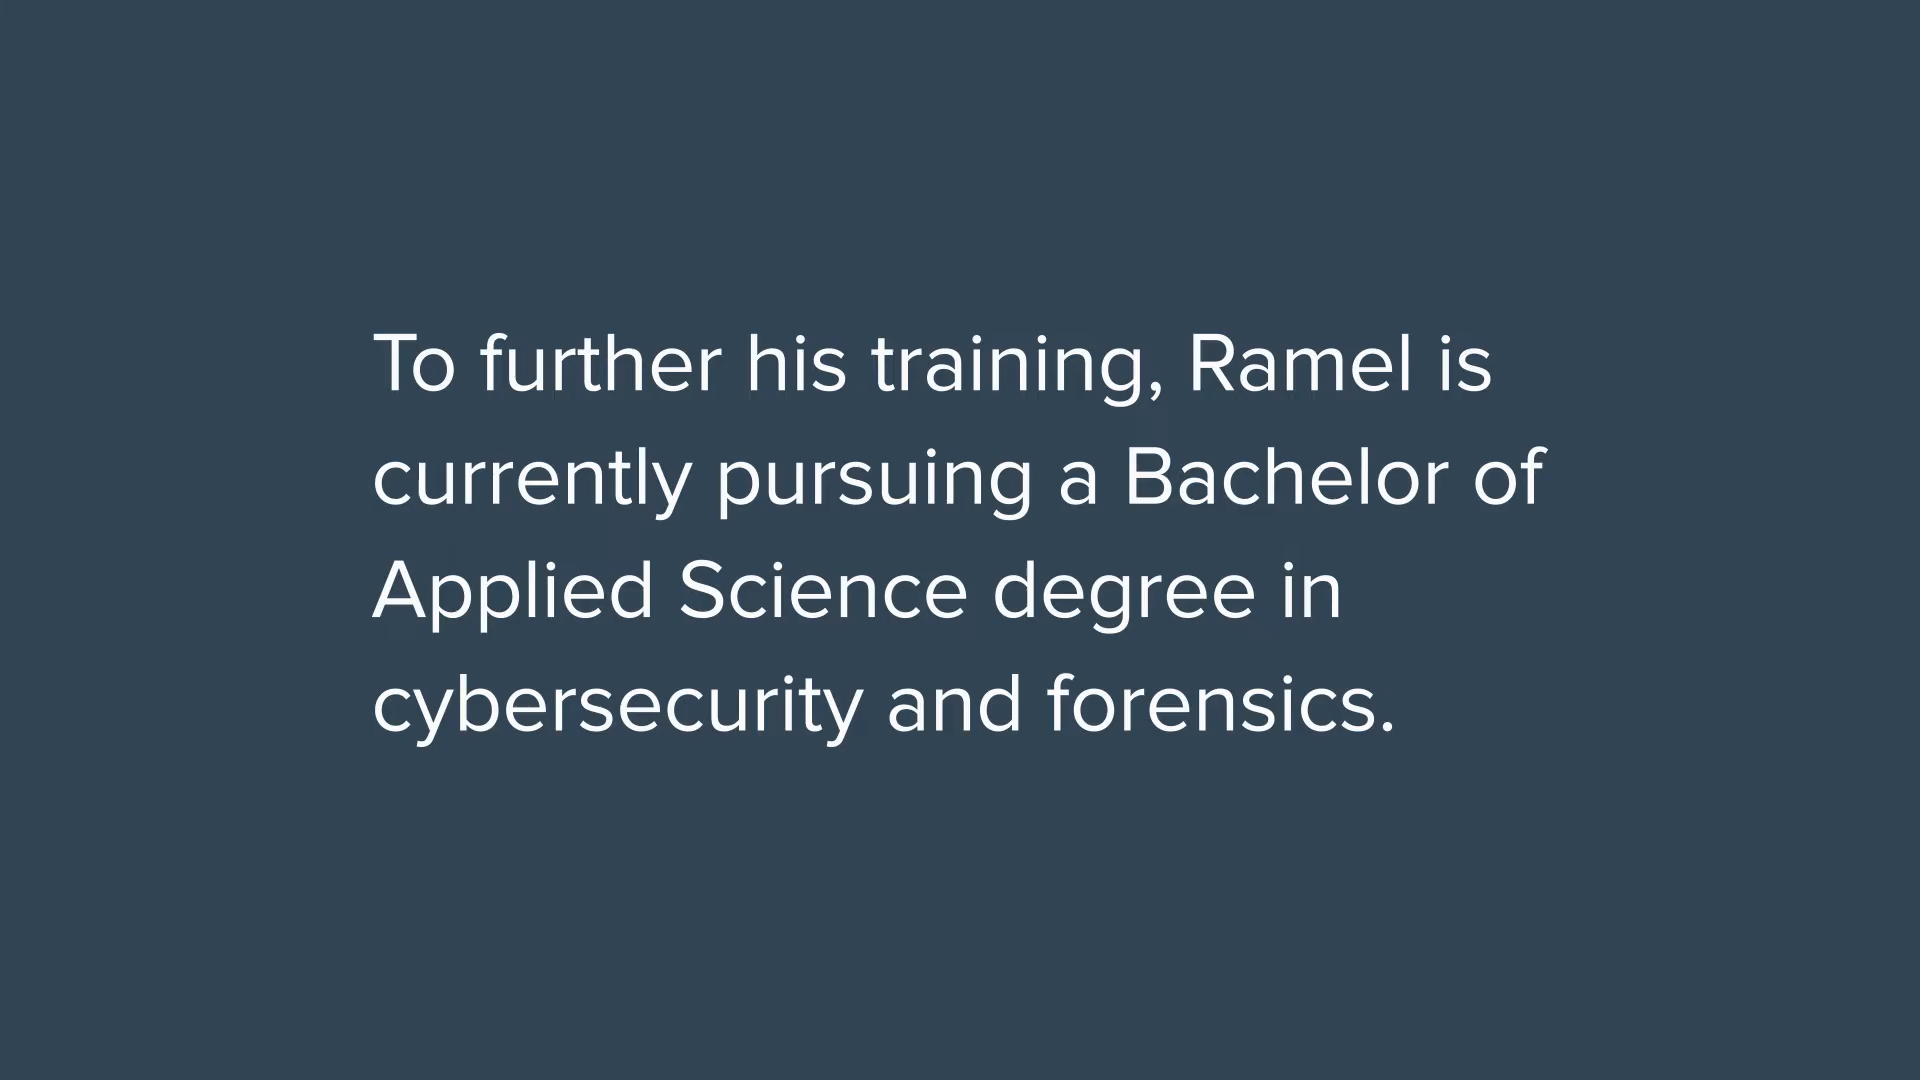 To further his training, Ramel is
currently pursuing a Bachelor of
Applied Science degree in
cybersecurity and forensics.